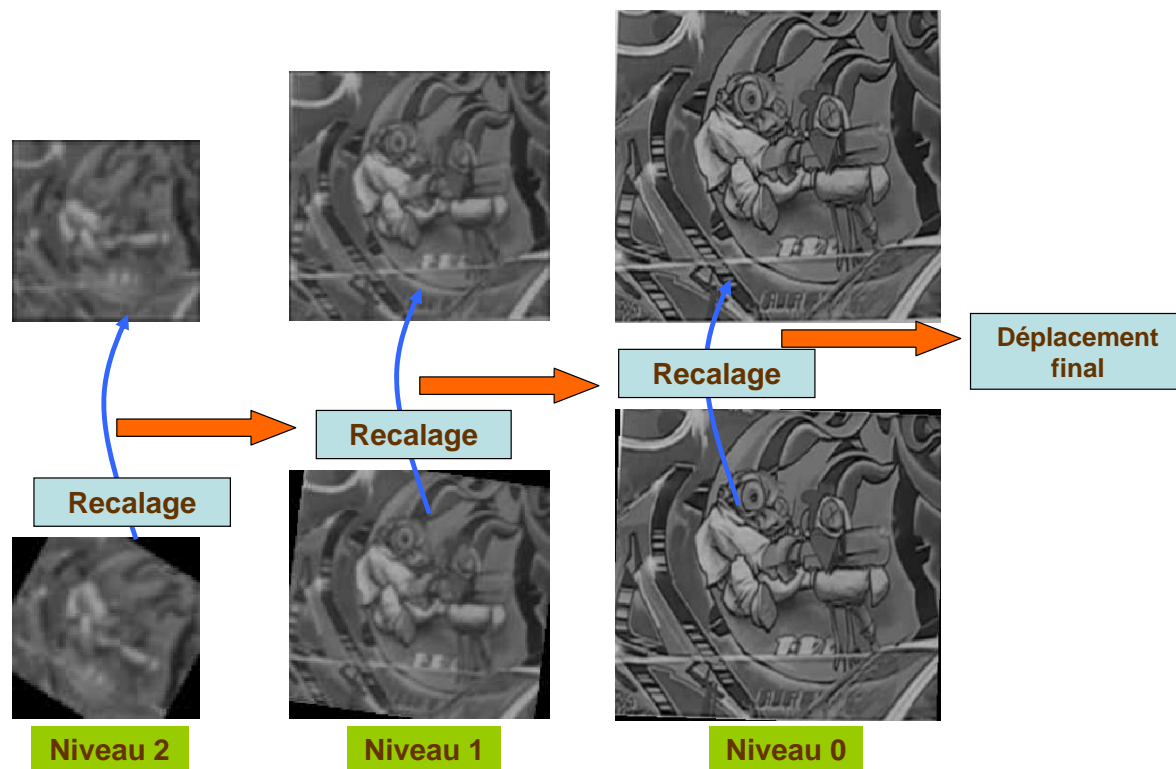 Recalage
Recalage
Recalage
Déplacement
final
Niveau 2
Niveau 1
Niveau 0